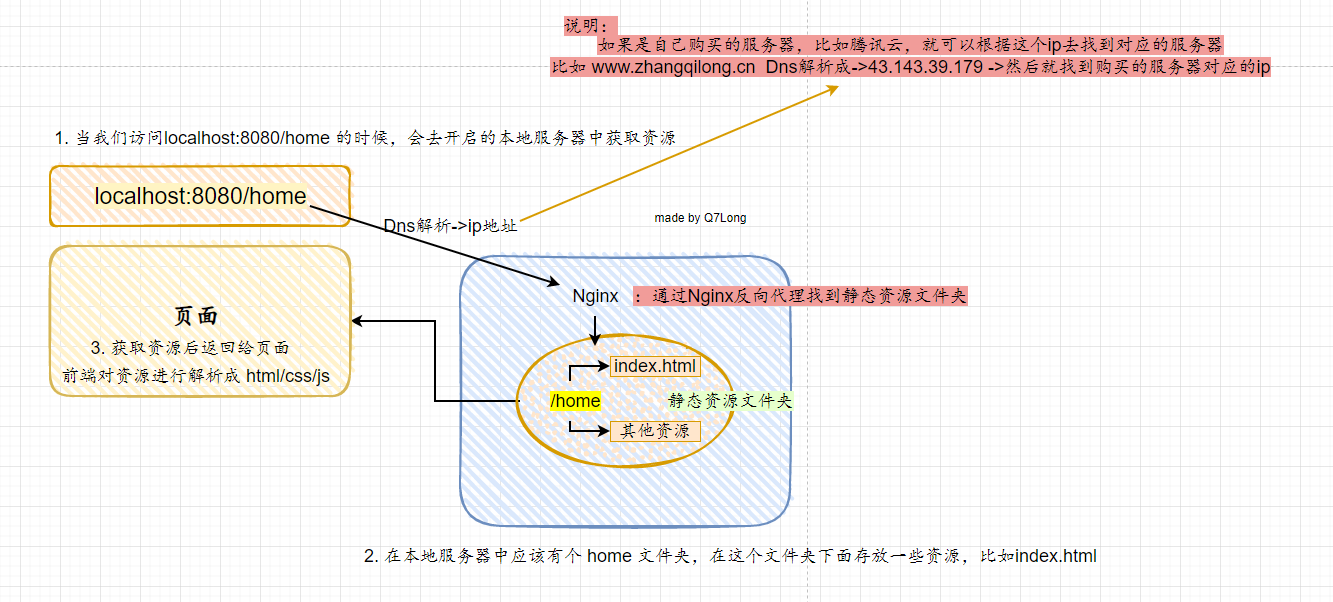 说明：
如果是自己购买的服务器，比如腾讯云，就可以根据这个ip去找到对应的服务器
比如 www.zhangqilong.cn Dns解析成->43.143.39.179 ->然后就找到购买的服务器对应的ip
1. 当我们访问localhost:8080/home 的时候，会去开启的本地服务器中获取资源
localhost:8080/home
Dns解析->ip地址
made by Q7Long
Nginx ：通过Nginx反向代理找到静态资源文件夹
页面
3. 获取资源后返回给页面
前端对资源进行解析成 html/css/js
index.html
/home
静态资源文件夹
其他资源
2. 在本地服务器中应该有个 home 文件夹，在这个文件夹下面存放一些资源，比如index.html